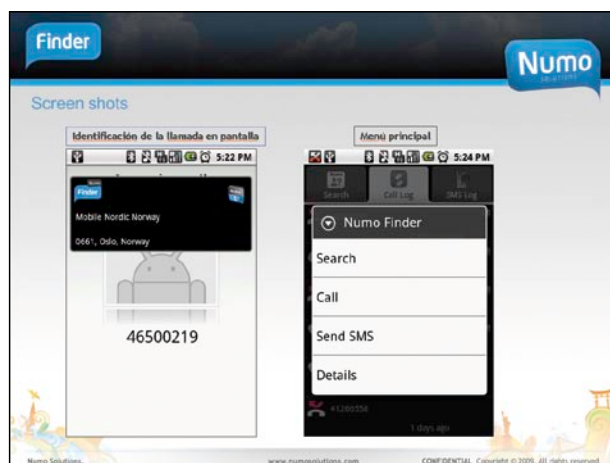 Finder
Numo
SOLUTIONS
Screen shots
Identificación de la llamada en pantalla
Menú principal
5:22 PM
Finder
Mobile Nordic Norway
0661, Oslo, Norway
46500219
5:24 PM
Search
Call Log
SMS Log
Numo Finder
Search
Call
Send SMS
Details
1 days ago
Numo Solutions.
www.numosolutions.com
CONFIDENTIAL. Copyright © 2009. All rights reserved